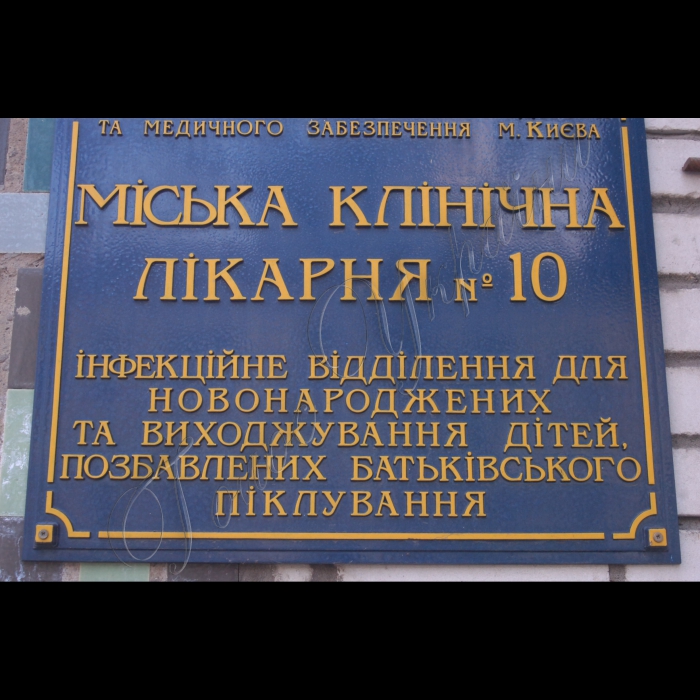 ТА МЕДИЧНОГО ЗАБЕЗПЕЧЕННЯ М. КИЄВА
МІСЬКА КЛІНІЧНА
ЛІКАРНЯ № 10
ІНФЕКЦІЙНЕ ВІДДІЛЕННЯ ДЛЯ
НОВОНАРОДЖЕНИХ
ТА ВИХОДЖУВАННЯ ДІТЕЙ,
ПОЗБАВЛЕНИХ БАТЬКІВСЬКОГО
ПІКЛУВАННЯ